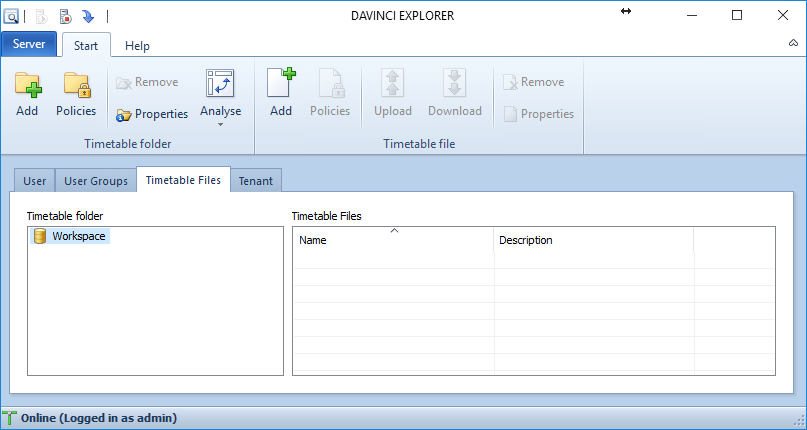 DAVINCI EXPLORER
Server Start Help
Add Policies Remove Properties Analyse Add Policies Upload Download Remove Properties
Timetable folder Timetable file
User User Groups Timetable Files Tenant
Timetable folder Timetable Files
Workspace
Name Description
Online (Logged in as admin)